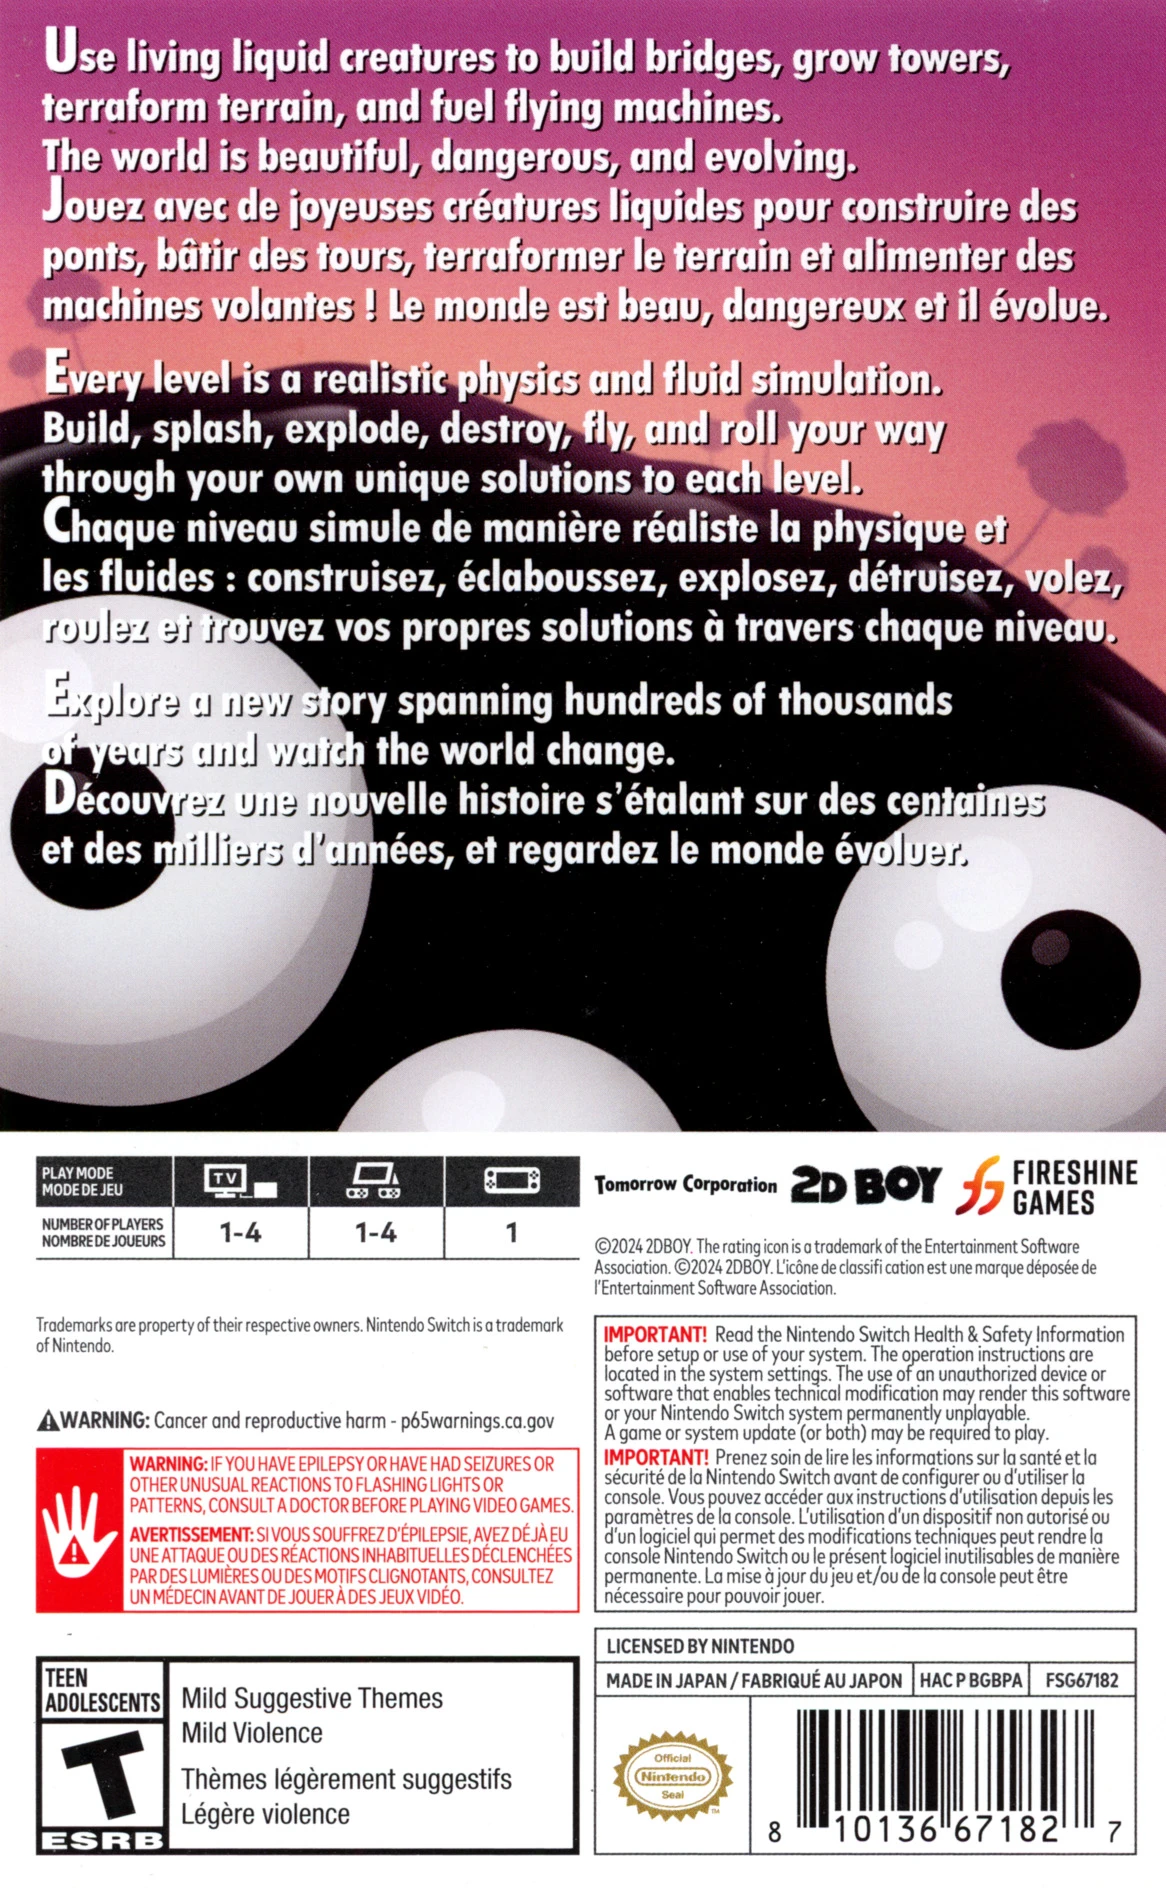 Use living liquid creatures to build bridges, grow towers,
terraform terrain, and fuel flying machines.
The world is beautiful, dangerous, and evolving.
Jouez avec de joyeuses créatures liquides pour construire des
ponts, bâtir des tours, terraformer le terrain et alimenter des
machines volantes ! Le monde est beau, dangereux et il évolue.
Every level is a realistic physics and fluid simulation.
Build, splash, explode, destroy, fly, and roll your way
through your own unique solutions to each level.
Chaque niveau simule de manière réaliste la physique et
les fluides : construisez, éclaboussez, explosez, détruisez, volez,
roulez et trouvez vos propres solutions à travers chaque niveau.
Explore a new story spanning hundreds of thousands
of years and watch the world change.
Découvrez une nouvelle histoire s'étalant sur des centaines
et des milliers d'années, et regardez le monde évoluer.
PLAY MODE
MODE DE JEU
TV
NUMBER OF PLAYERS
NOMBRE DE JOUEURS
1-4
1-4
1
Tomorrow Corporation
2D BOY
FIRESHINE
GAMES
©2024 2DBOY. The rating icon is a trademark of the Entertainment Software
Association. ©2024 2DBOY. L'icône de classifi cation est une marque déposée de
l'Entertainment Software Association.
Trademarks are property of their respective owners. Nintendo Switch is a trademark
of Nintendo.
WARNING: Cancer and reproductive harm - p65warnings.ca.gov
WARNING: IF YOU HAVE EPILEPSY OR HAVE HAD SEIZURES OR
OTHER UNUSUAL REACTIONS TO FLASHING LIGHTS OR
PATTERNS, CONSULT A DOCTOR BEFORE PLAYING VIDEO GAMES.
AVERTISSEMENT: SI VOUS SOUFFREZ D'ÉPILEPSIE, AVEZ DÉJÀ EU
UNE ATTAQUE OU DES RÉACTIONS INHABITUELLES DÉCLENCHÉES
PAR DES LUMIÈRES OU DES MOTIFS CLIGNOTANTS, CONSULTEZ
UN MÉDECIN AVANT DE JOUER À DES JEUX VIDÉO.
IMPORTANT! Read the Nintendo Switch Health & Safety Information
before setup or use of your system. The operation instructions are
located in the system settings. The use of an unauthorized device or
software that enables technical modification may render this software
or your Nintendo Switch system permanently unplayable.
A game or system update (or both) may be required to play.
IMPORTANT! Prenez soin de lire les informations sur la santé et la
sécurité de la Nintendo Switch avant de configurer ou d'utiliser la
console. Vous pouvez accéder aux instructions d'utilisation depuis les
paramètres de la console. L'utilisation d'un dispositif non autorisé ou
d'un logiciel qui permet des modifications techniques peut rendre la
console Nintendo Switch ou le présent logiciel inutilisables de manière
permanente. La mise à jour du jeu et/ou de la console peut être
nécessaire pour pouvoir jouer.
TEEN
ADOLESCENTS
T
ESRB
Mild Suggestive Themes
Mild Violence
Thèmes légèrement suggestifs
Légère violence
LICENSED BY NINTENDO
MADE IN JAPAN / FABRIQUÉ AU JAPON
HAC P BGBPA
FSG67182
Official
Nintendo
Seal
TM
8 10136 67182 7